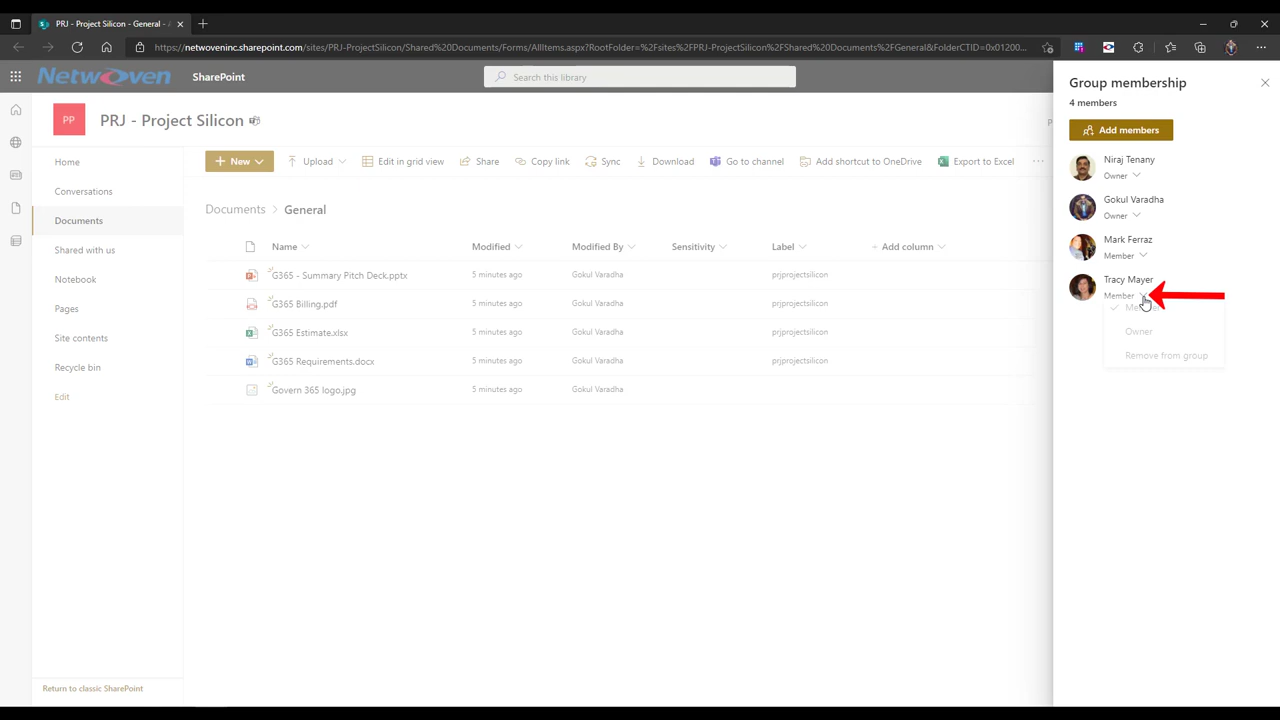 PRJ - Project Silicon - General -
https://netwoveninc.sharepoint.com/sites/PRJ-ProjectSilicon/Shared%20Documents/Forms/AllItems.aspx?RootFolder=%2Fsites%2FPRJ-ProjectSilicon%2FShared%20Documents%2FGeneral&FolderCTID=0x01200...
Netwoven SharePoint
Search this library
Group membership
4 members
Add members
Niraj Tenany
Owner
Gokul Varadha
Owner
Mark Ferraz
Member
Tracy Mayer
Member
Owner
Remove from group
PP PRJ - Project Silicon
Home
Conversations
Documents
Shared with us
Notebook
Pages
Site contents
Recycle bin
Edit
Return to classic SharePoint
New Upload Edit in grid view Share Copy link Sync Download Go to channel Add shortcut to OneDrive Export to Excel ...
Documents > General
Name Modified Modified By Sensitivity Label + Add column
G365 - Summary Pitch Deck.pptx 5 minutes ago Gokul Varadha prjprojectsilicon
G365 Billing.pdf 5 minutes ago Gokul Varadha prjprojectsilicon
G365 Estimate.xlsx 5 minutes ago Gokul Varadha prjprojectsilicon
G365 Requirements.docx 5 minutes ago Gokul Varadha prjprojectsilicon
Govern 365 logo.jpg 5 minutes ago Gokul Varadha